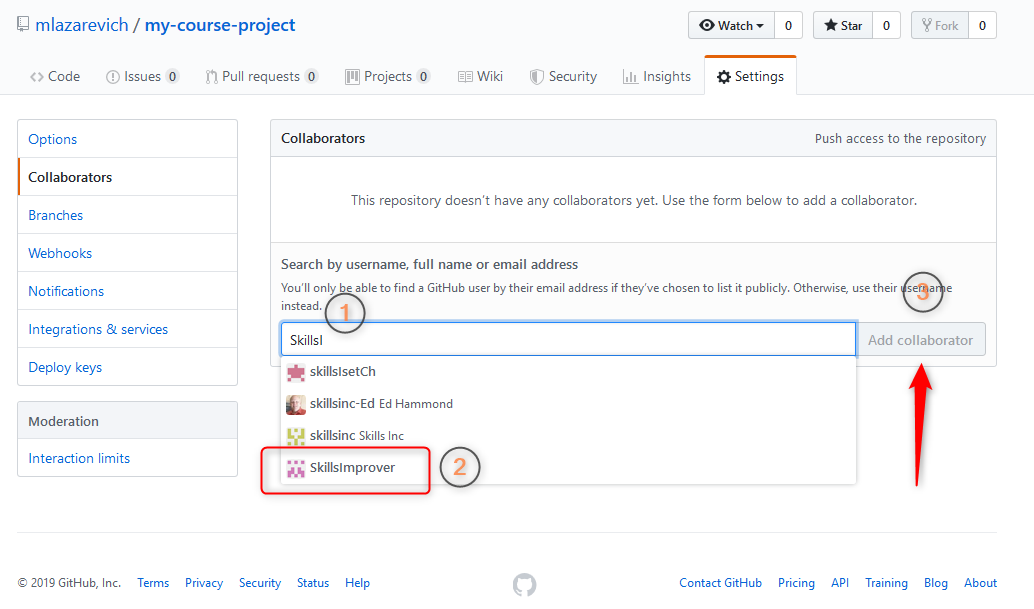 mlazarevich / my-course-project
Watch 0 Star 0 Fork 0
Code Issues 0 Pull requests 0 Projects 0 Wiki Security Insights Settings
Options
Collaborators
Branches
Webhooks
Notifications
Integrations & services
Deploy keys
Moderation
Interaction limits
Collaborators Push access to the repository
This repository doesn't have any collaborators yet. Use the form below to add a collaborator.
Search by username, full name or email address
You'll only be able to find a GitHub user by their email address if they've chosen to list it publicly. Otherwise, use their username
instead.
1
3
SkillsI Add collaborator
skillsIsetCh
skillsinc-Ed Ed Hammond
skillsinc Skills Inc
SkillsImprover
2
© 2019 GitHub, Inc. Terms Privacy Security Status Help Contact GitHub Pricing API Training Blog About